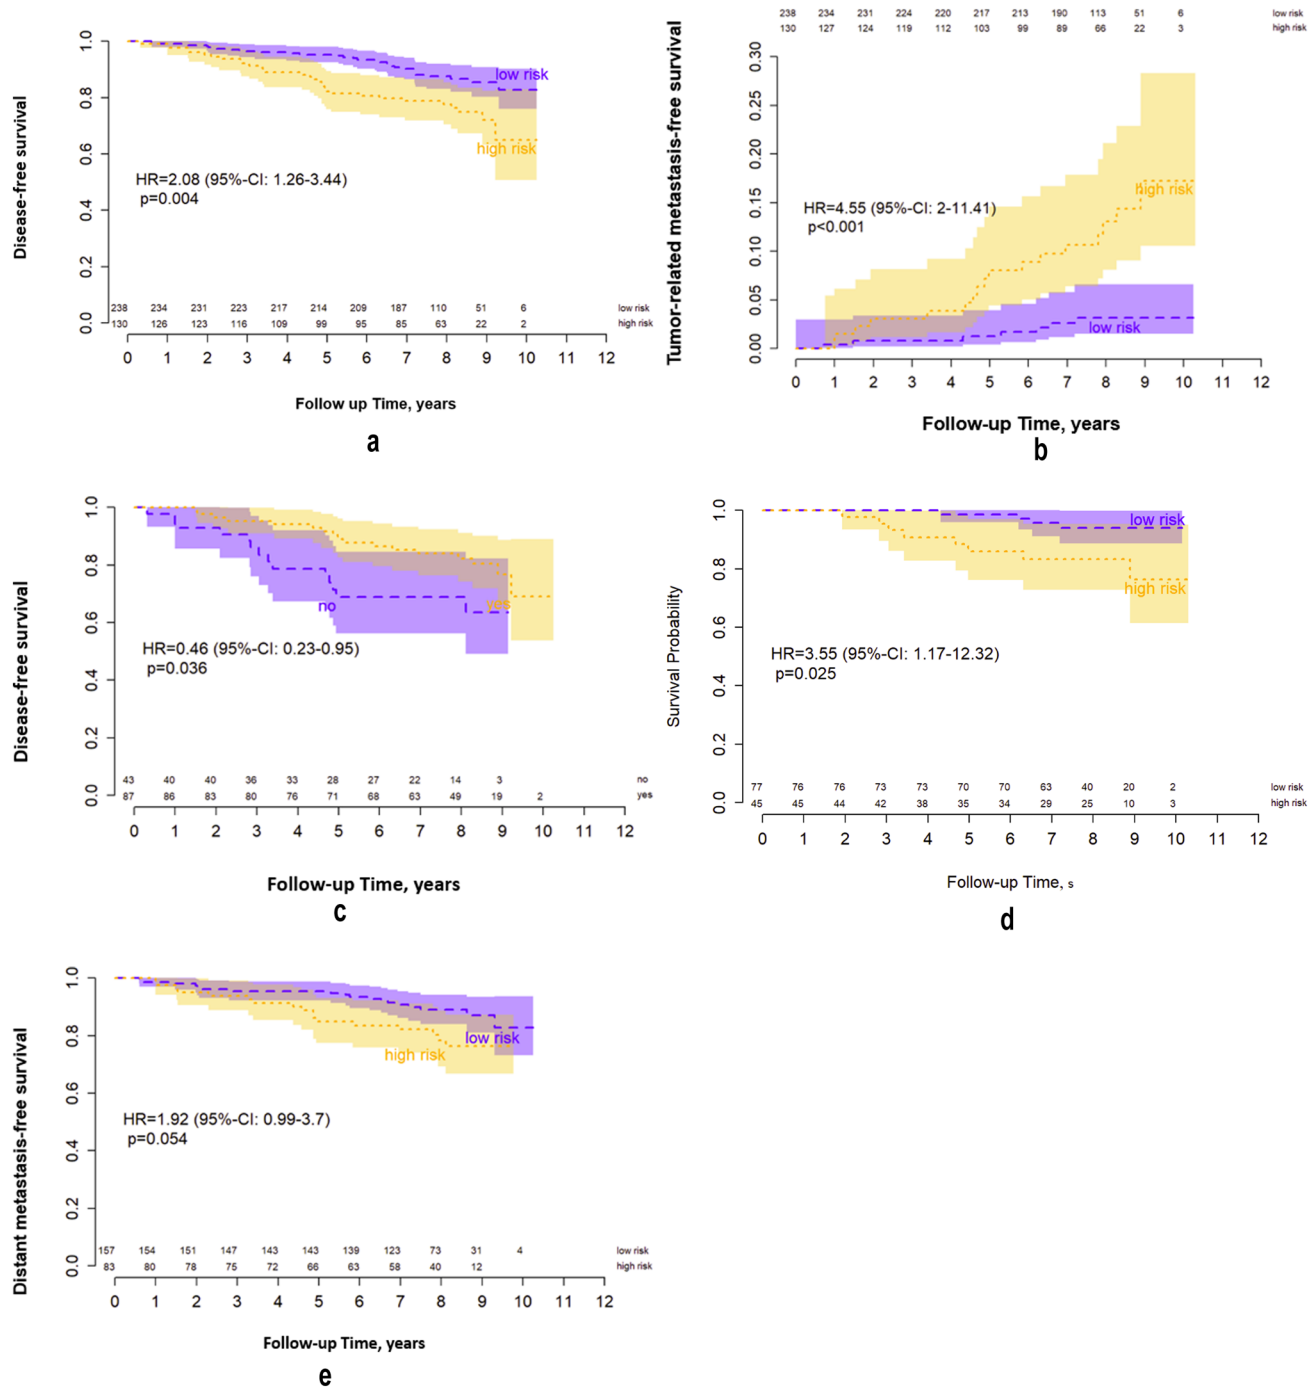 Disease-free survival
1.0
0.8
0.6
0.4
0.2
0.0
low risk
high risk
HR=2.08 (95%-CI: 1.26-3.44)
p=0.004
238 234 231 223 217 214 209 187 110 51 6 low risk
130 126 123 116 109 99 95 85 63 22 2 high risk
0 1 2 3 4 5 6 7 8 9 10 11 12
Follow up Time, years
a
238 234 231 224 220 217 213 190 113 51 6 low risk
130 127 124 119 112 103 99 89 66 22 3 high risk
Tumor-related metastasis-free survival
0.30
0.25
0.20
0.15
0.10
0.05
0.00
HR=4.55 (95%-CI: 2-11.41)
p<0.001
high risk
low risk
0 1 2 3 4 5 6 7 8 9 10 11 12
Follow-up Time, years
b
Disease-free survival
1.0
0.8
0.6
0.4
0.2
0.0
no
yes
HR=0.46 (95%-CI: 0.23-0.95)
p=0.036
43 40 40 36 33 28 27 22 14 3 no
87 86 83 80 76 71 68 63 49 19 2 yes
0 1 2 3 4 5 6 7 8 9 10 11 12
Follow-up Time, years
c
Survival Probability
1.0
0.8
0.6
0.4
0.2
0.0
low risk
high risk
HR=3.55 (95%-CI: 1.17-12.32)
p=0.025
77 76 76 73 73 70 70 63 40 20 2 low risk
45 45 44 42 38 35 34 29 25 10 3 high risk
0 1 2 3 4 5 6 7 8 9 10 11 12
Follow-up Time, s
d
Distant metastasis-free survival
1.0
0.8
0.6
0.4
0.2
0.0
low risk
high risk
HR=1.92 (95%-CI: 0.99-3.7)
p=0.054
157 154 151 147 143 143 139 123 73 31 4 low risk
83 80 78 75 72 66 63 58 40 12 high risk
0 1 2 3 4 5 6 7 8 9 10 11 12
Follow-up Time, years
e